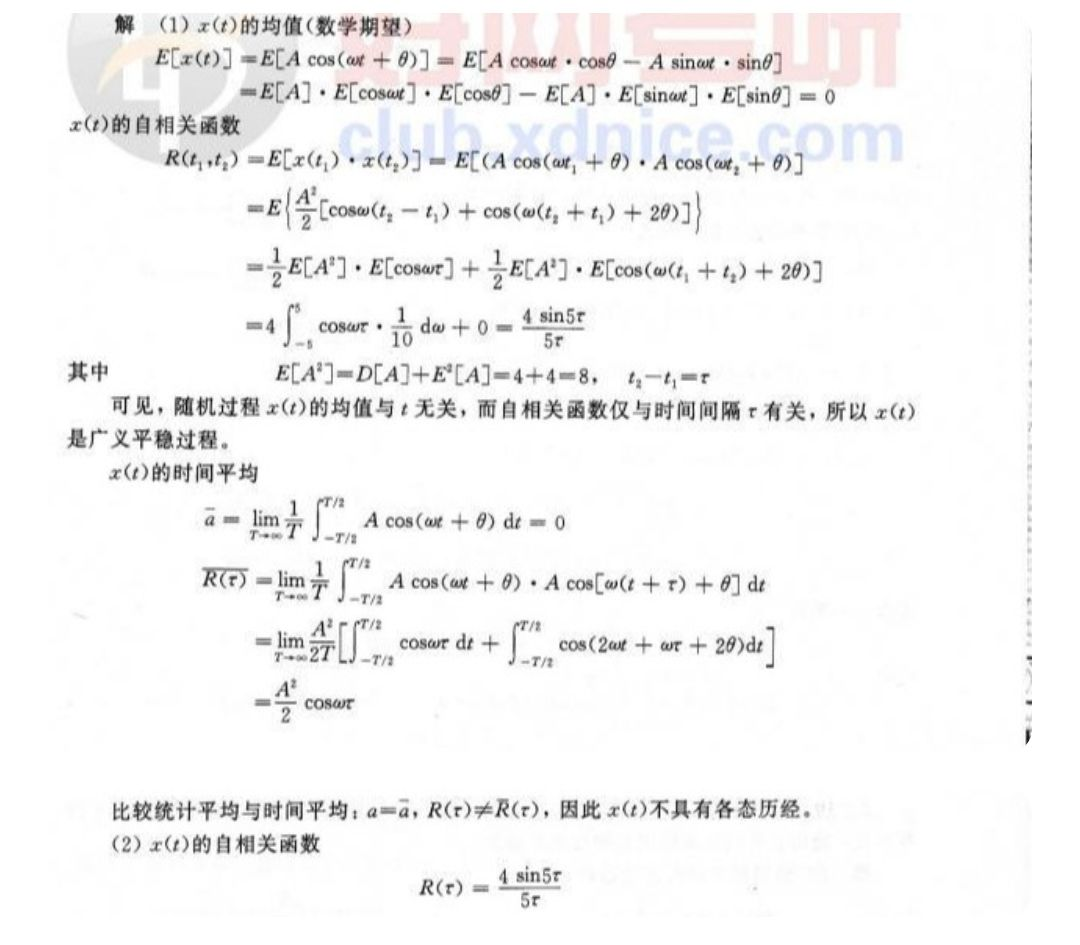 解 (1) x(t)的均值(数学期望)
E[x(t)] = E[A cos(ωt + θ)] = E[A cosωt · cosθ − A sinωt · sinθ]
= E[A] · E[cosωt] · E[cosθ] − E[A] · E[sinωt] · E[sinθ] = 0
x(t)的自相关函数
club.xdnice.com
R(t₁,t₂) = E[x(t₁) · x(t₂)] = E[(A cos(ωt₁ + θ) · A cos(ωt₂ + θ)]
= E{A²/2 [cosω(t₂ − t₁) + cos(ω(t₂ + t₁) + 2θ)]}
= 1/2 E[A²] · E[cosωτ] + 1/2 E[A²] · E[cos(ω(t₁ + t₂) + 2θ)]
= 4 ∫₋₅⁵ cosωτ · 1/10 dω + 0 = 4 sin5τ/5τ
其中 E[A²]=D[A]+E²[A]=4+4=8, t₂−t₁=τ
可见,随机过程 x(t)的均值与 t 无关,而自相关函数仅与时间间隔 τ 有关,所以 x(t)
是广义平稳过程。
x(t)的时间平均
ā = lim T→∞ 1/T ∫_{-T/2}^{T/2} A cos(ωt + θ) dt = 0
R̅(̅τ̅)̅ = lim T→∞ 1/T ∫_{-T/2}^{T/2} A cos(ωt + θ) · A cos[ω(t + τ) + θ] dt
= lim T→∞ A²/2T [∫_{-T/2}^{T/2} cosωτ dt + ∫_{-T/2}^{T/2} cos(2ωt + ωτ + 2θ)dt]
= A²/2 cosωτ
比较统计平均与时间平均:a=ā, R(τ)≠R̅(τ),因此 x(t)不具有各态历经。
(2) x(t)的自相关函数
R(τ) = 4 sin5τ/5τ